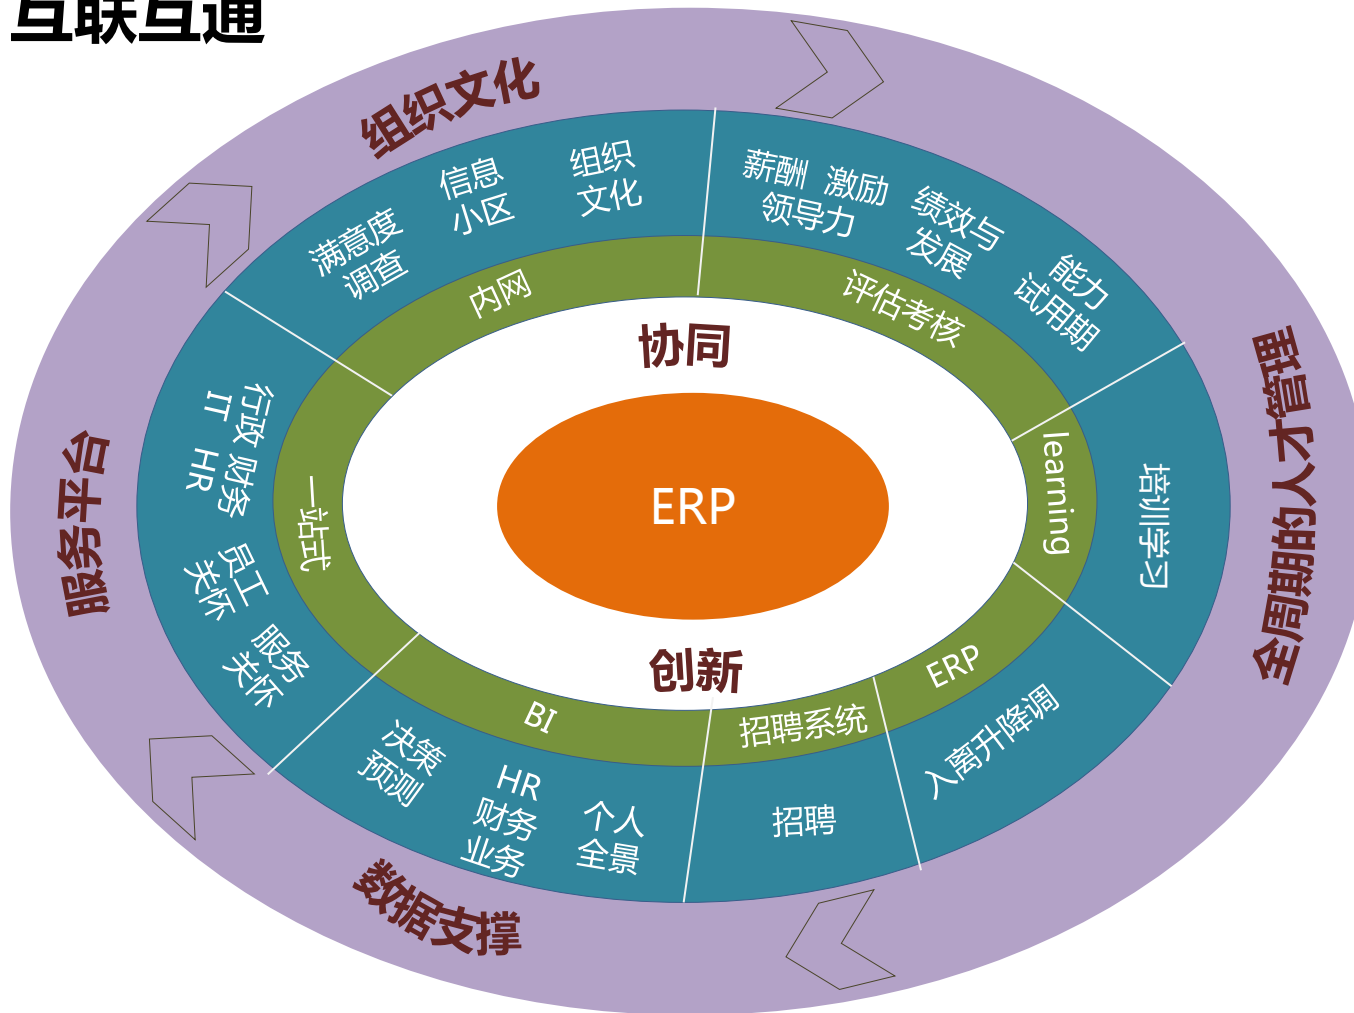 互联互通
组织文化
信息
小区
组织
文化
满意度
调查
薪酬 激励
领导力
绩效与
发展
能力
试用期
内网
评估考核
协同
全周期的人才管理
行政
IT
财务
HR
一站式
learning
培训学习
ERP
服务平台
员工
关怀
服务
关怀
创新
ERP
BI
招聘系统
入离升降调
决策
预测
HR
财务
业务
个人
全景
招聘
数据支撑